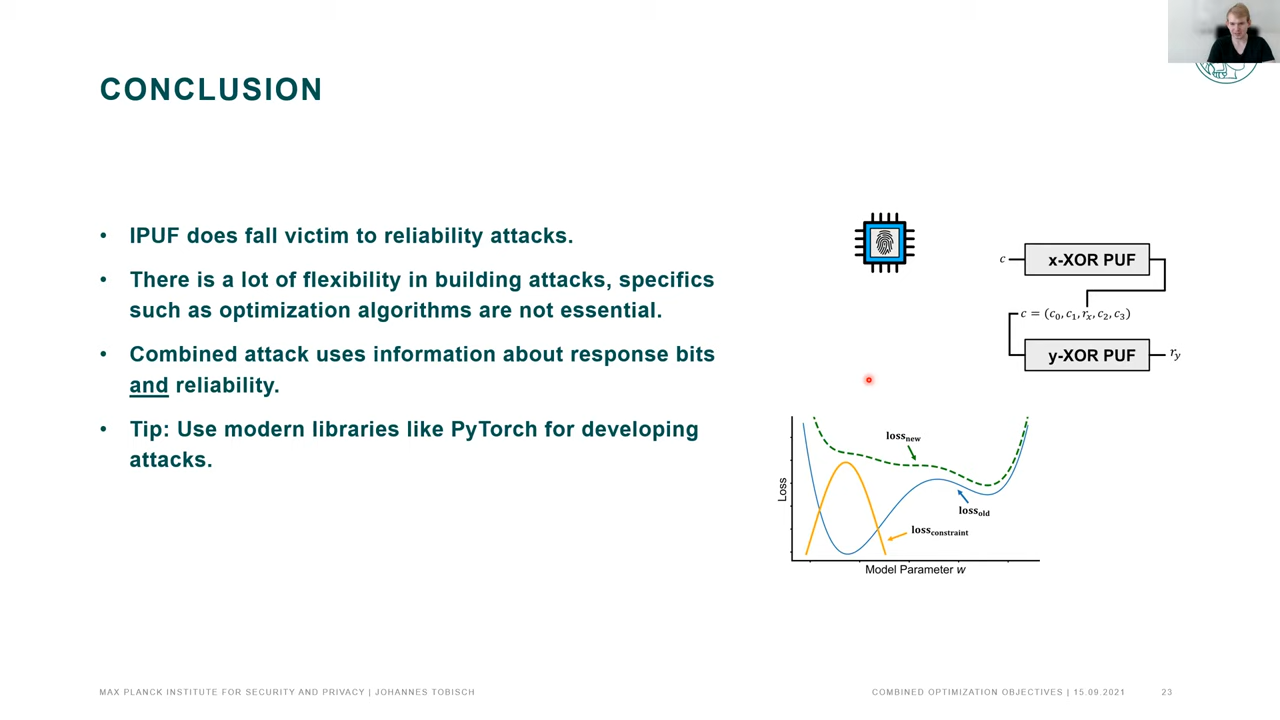 CONCLUSION
• IPUF does fall victim to reliability attacks.
• There is a lot of flexibility in building attacks, specifics
such as optimization algorithms are not essential.
• Combined attack uses information about response bits
and reliability.
• Tip: Use modern libraries like PyTorch for developing
attacks.
c
x-XOR PUF
c = (c₀, c₁, rₓ, c₂, c₃)
y-XOR PUF
r_y
loss_new
loss_old
loss_constraint
Loss
Model Parameter w
MAX PLANCK INSTITUTE FOR SECURITY AND PRIVACY | JOHANNES TOBISCH
COMBINED OPTIMIZATION OBJECTIVES | 15.09.2021
23